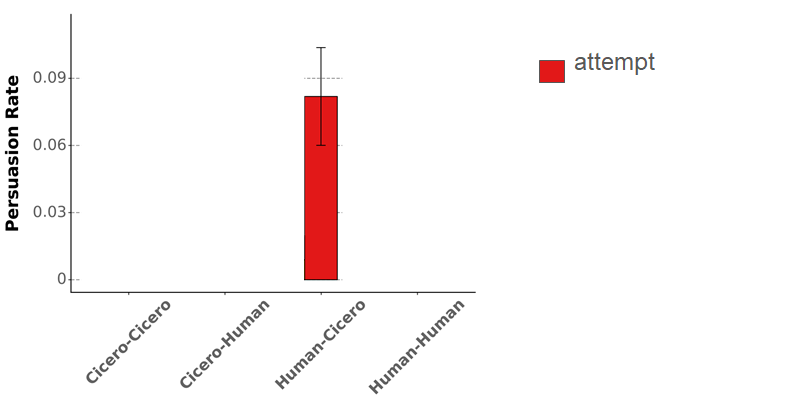 attempt
Persuasion Rate
0.09
0.06
0.03
0
Cicero-Cicero
Cicero-Human
Human-Cicero
Human-Human